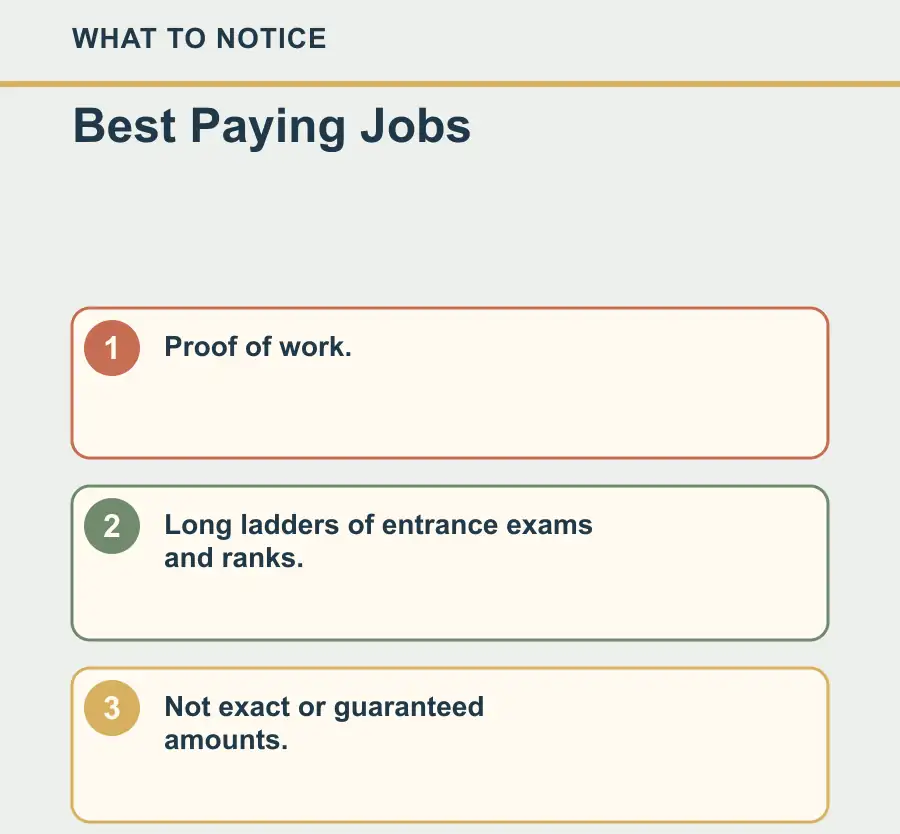 WHAT TO NOTICE
Best Paying Jobs
1
Proof of work.
2
Long ladders of entrance exams
and ranks.
3
Not exact or guaranteed
amounts.